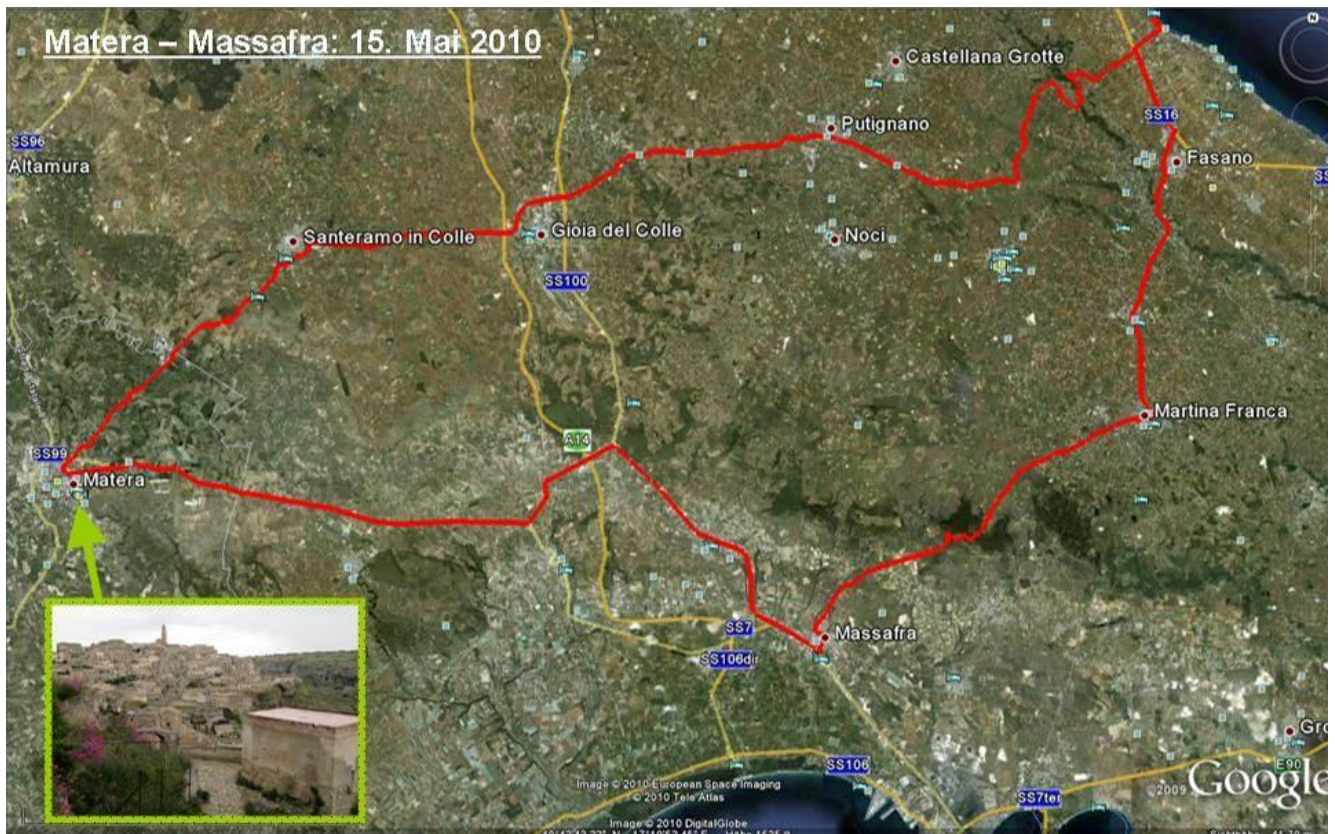 Matera – Massafra: 15. Mai 2010
Castellana Grotte
Putignano
SS16
SS96
Altamura
Fasano
Santeramo in Colle
Gioia del Colle
Noci
SS100
Martina Franca
A14
SS99
Matera
SS7
Massafra
SS106dir
Gro
SS106
E90
SS7ter
Image © 2010 European Space Imaging
© 2010 Tele Atlas
©2009 Google
Image © 2010 DigitalGlobe